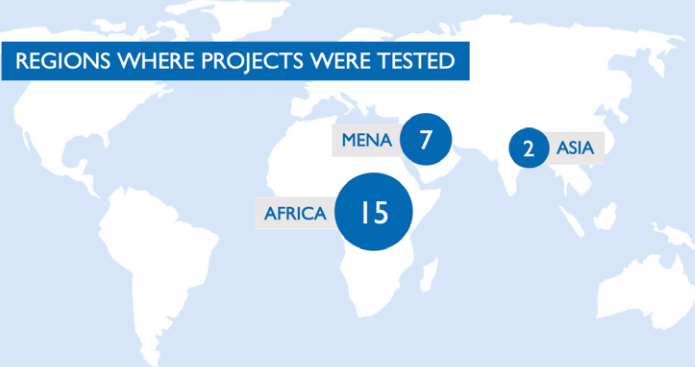 REGIONS WHERE PROJECTS WERE TESTED
MENA 7
2 ASIA
AFRICA 15